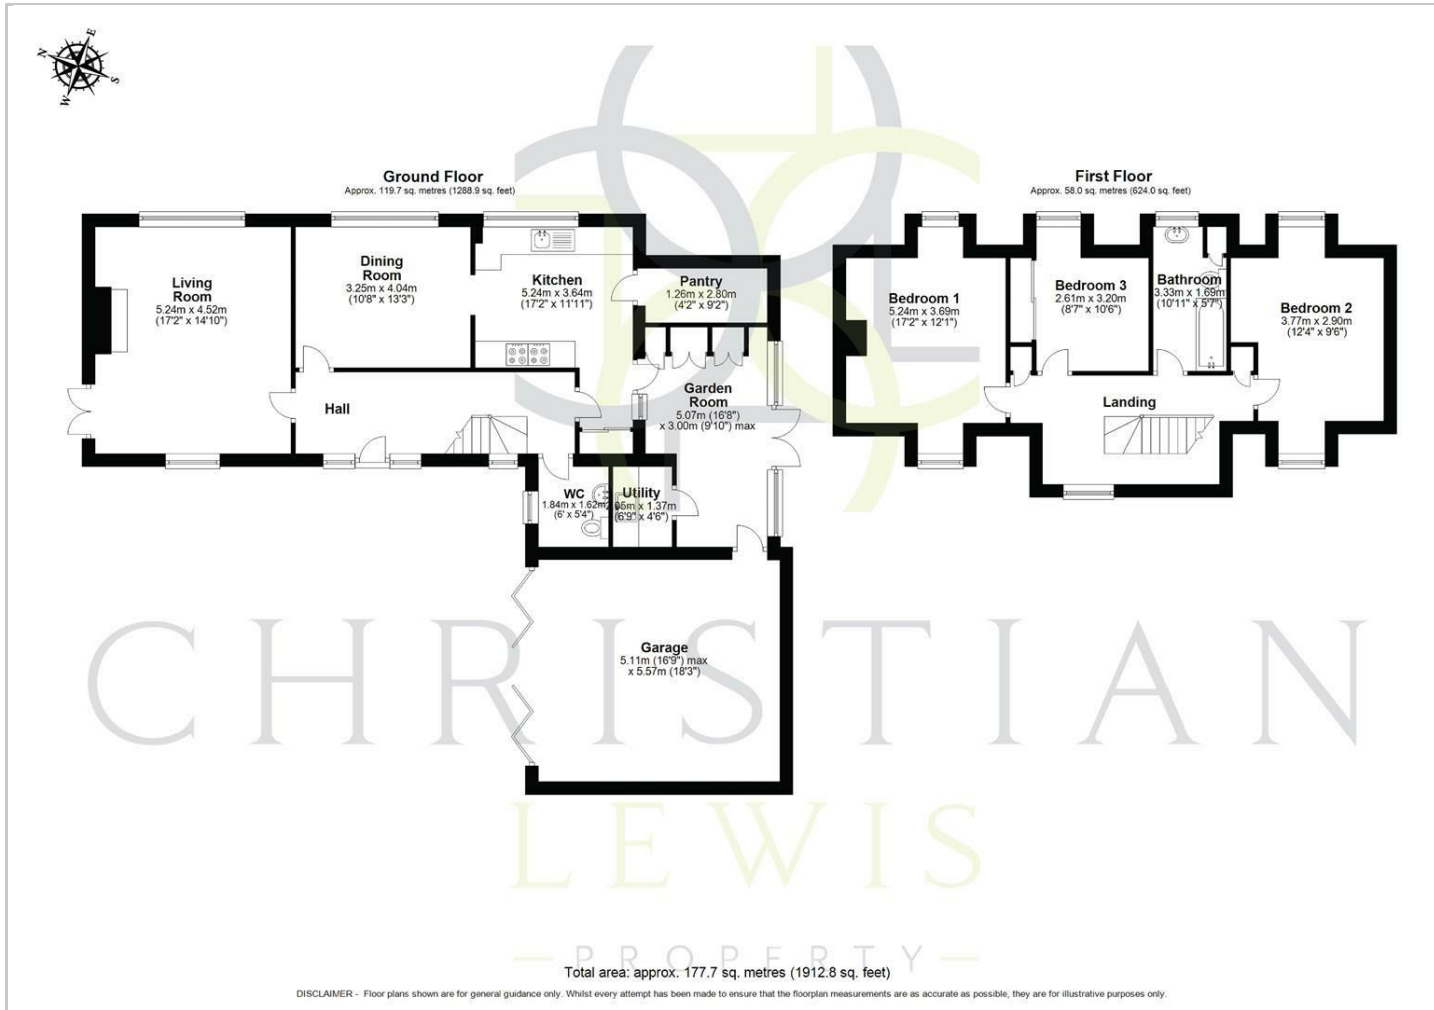 N
E
W
S
Ground Floor
Approx. 119.7 sq. metres (1288.9 sq. feet)
First Floor
Approx. 58.0 sq. metres (624.0 sq. feet)
Living
Room
5.24m x 4.52m
(17'2" x 14'10")
Dining
Room
3.25m x 4.04m
(10'8" x 13'3")
Kitchen
5.24m x 3.64m
(17'2" x 11'11")
Pantry
1.26m x 2.80m
(4'2" x 9'2")
Hall
Garden
Room
5.07m (16'8")
x 3.00m (9'10") max
WC
1.84m x 1.62m
(6' x 5'4")
Utility
x 1.37m
(6'9" x 4'6")
Garage
5.11m (16'9") max
x 5.57m (18'3")
Bedroom 1
5.24m x 3.69m
(17'2" x 12'1")
Bedroom 3
2.61m x 3.20m
(8'7" x 10'6")
Bathroom
3.33m x 1.69m
(10'11" x 5'7")
Bedroom 2
3.77m x 2.90m
(12'4" x 9'6")
Landing
CHRISTIAN
LEWIS
PROPERTY
Total area: approx. 177.7 sq. metres (1912.8 sq. feet)
DISCLAIMER - Floor plans shown are for general guidance only. Whilst every attempt has been made to ensure that the floorplan measurements are as accurate as possible, they are for illustrative purposes only.